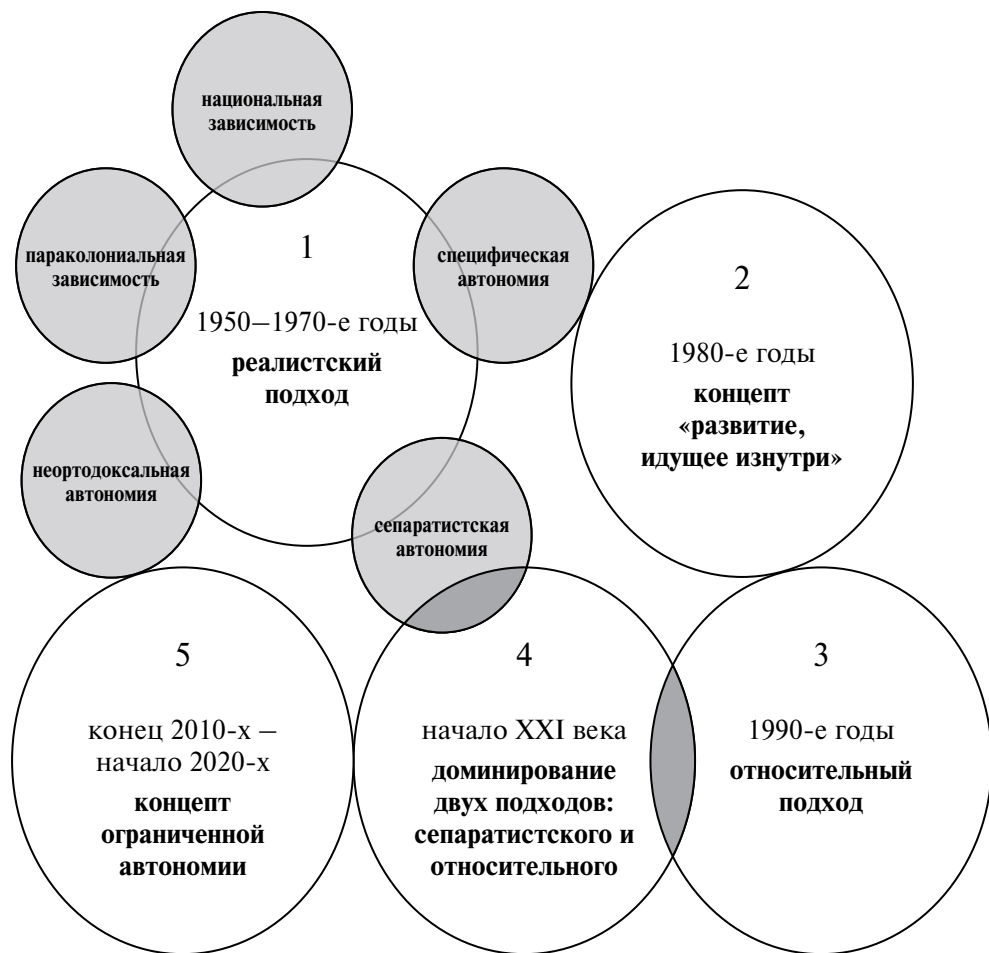 национальная
зависимость
параколониальная
зависимость
1
1950–1970-е годы
реалистский
подход
специфическая
автономия
неортодоксальная
автономия
сепаратистская
автономия
2
1980-е годы
концепт
«развитие,
идущее изнутри»
5
конец 2010-х –
начало 2020-х
концепт
ограниченной
автономии
4
начало XXI века
доминирование
двух подходов:
сепаратистского и
относительного
3
1990-е годы
относительный
подход